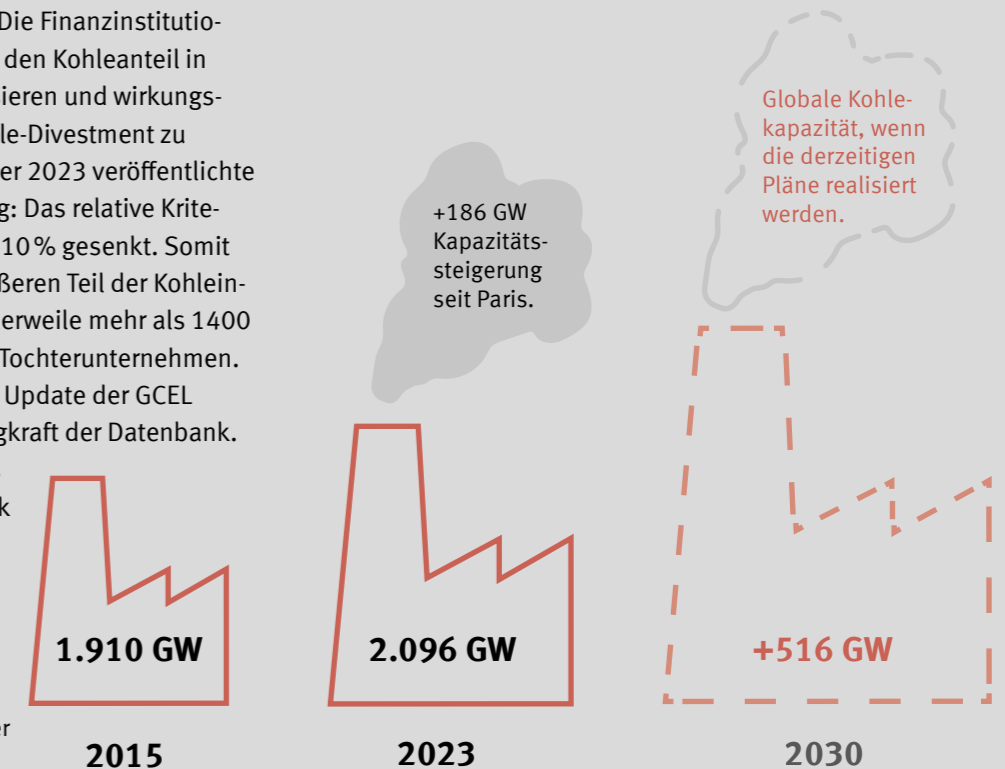 Die Finanzinstitutio-
den Kohleanteil in
sieren und wirkungs-
le-Divestment zu
er 2023 veröffentlichte
g: Das relative Krite-
10 % gesenkt. Somit
ßeren Teil der Kohlein-
erweile mehr als 1400
Tochterunternehmen.
Update der GCEL
gkraft der Datenbank.
k
er
+186 GW
Kapazitäts-
steigerung
seit Paris.
Globale Kohle-
kapazität, wenn
die derzeitigen
Pläne realisiert
werden.
1.910 GW
2.096 GW
+516 GW
2015
2023
2030